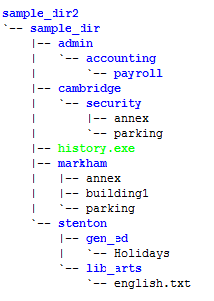 sample_dir2
`-- sample_dir
    |-- admin
    |   `-- accounting
    |       `-- payroll
    |-- cambridge
    |   `-- security
    |       |-- annex
    |       `-- parking
    |-- history.exe
    |-- markham
    |   |-- annex
    |   |-- building1
    |   `-- parking
    `-- stenton
        |-- gen_ed
        |   `-- Holidays
        `-- lib_arts
            `-- english.txt